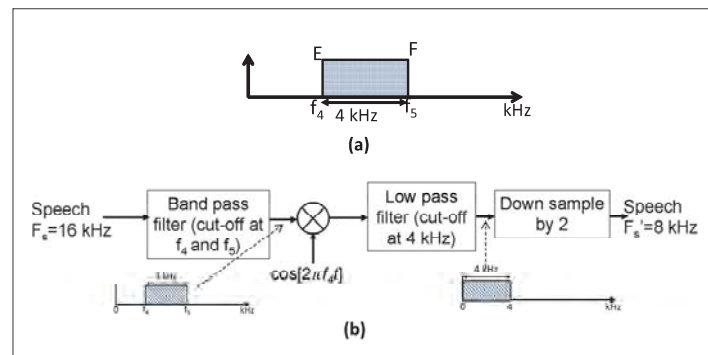 E F
f4 4 kHz f5 kHz
(a)
Speech
Fs=16 kHz
Band pass
filter (cut-off at
f4 and f5)
cos[2πf4t]
Low pass
filter (cut-off
at 4 kHz)
Down sample
by 2
Speech
Fs'=8 kHz
kHz
0 f4 f5 kHz
4 kHz
0 4 kHz
(b)